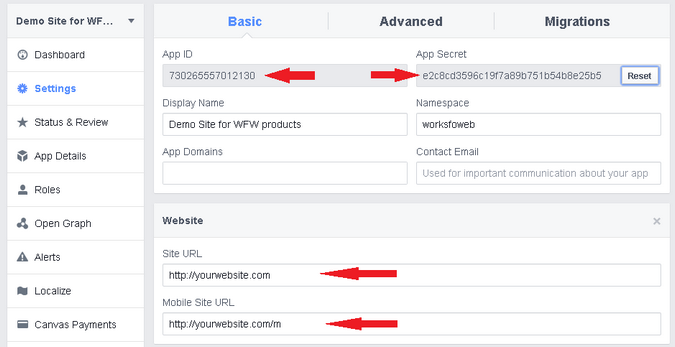 Demo Site for WF W...
Basic
Advanced
Migrations
Dashboard
Settings
Status & Review
App Details
Roles
Open Graph
Alerts
Localize
Canvas Payments
App ID
App Secret
730265557012130
e2c8cd3596c19f7a89b751b54b8e25b5
Reset
Display Name
Namespace
Demo Site for WFW products
worksfoweb
App Domains
Contact Email
Used for important communication about your app
Website
×
Site URL
http://yourwebsite.com
Mobile Site URL
http://yourwebsite.com/m